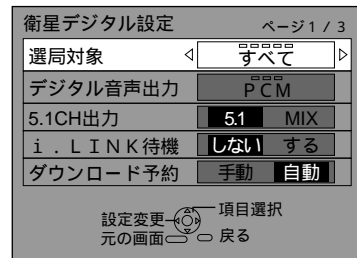 衛星デジタル設定 ページ1 / 3
選局対象 すべて
デジタル音声出力 PCM
5.1CH出力 5.1 MIX
i.LINK待機 しない する
ダウンロード予約 手動 自動
設定変更 項目選択
元の画面 戻る